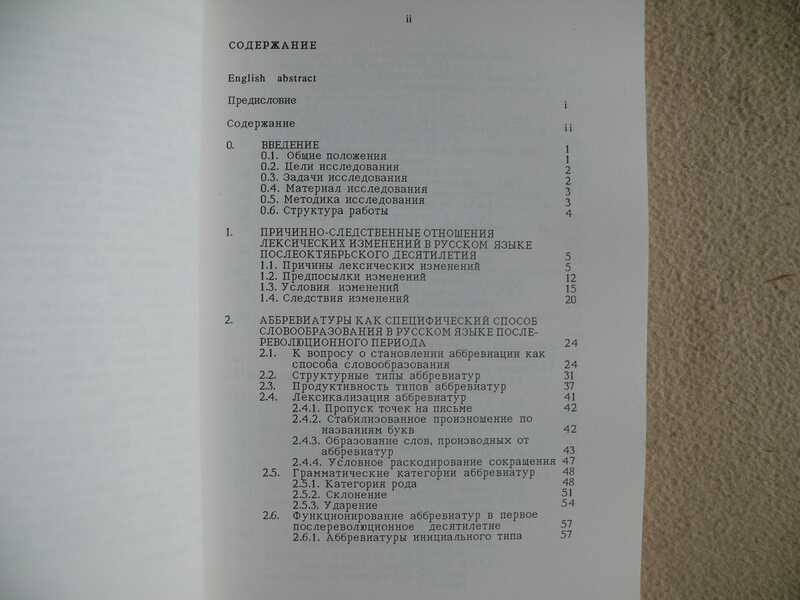 ii
СОДЕРЖАНИЕ
English abstract
Предисловие i
Содержание ii
0. ВВЕДЕНИЕ 1
0.1. Общие положения 1
0.2. Цели исследования 2
0.3. Задачи исследования 2
0.4. Материал исследования 3
0.5. Методика исследования 3
0.6. Структура работы 4
1. ПРИЧИННО-СЛЕДСТВЕННЫЕ ОТНОШЕНИЯ
ЛЕКСИЧЕСКИХ ИЗМЕНЕНИЙ В РУССКОМ ЯЗЫКЕ
ПОСЛЕОКТЯБРЬСКОГО ДЕСЯТИЛЕТИЯ 5
1.1. Причины лексических изменений 5
1.2. Предпосылки изменений 12
1.3. Условия изменений 15
1.4. Следствия изменений 20
2. АББРЕВИАТУРЫ КАК СПЕЦИФИЧЕСКИЙ СПОСОБ
СЛОВООБРАЗОВАНИЯ В РУССКОМ ЯЗЫКЕ ПОСЛЕ-
РЕВОЛЮЦИОННОГО ПЕРИОДА 24
2.1. К вопросу о становлении аббревиации как
способа словообразования 24
2.2. Структурные типы аббревиатур 31
2.3. Продуктивность типов аббревиатур 37
2.4. Лексикализация аббревиатур 41
2.4.1. Пропуск точек на письме 42
2.4.2. Стабилизованное произношение по
названиям букв 42
2.4.3. Образование слов, производных от
аббревиатур 43
2.4.4. Условное раскодирование сокращения 47
2.5. Грамматические категории аббревиатур 48
2.5.1. Категория рода 48
2.5.2. Склонение 51
2.5.3. Ударение 54
2.6. Функционирование аббревиатур в первое
послереволюционное десятилетие 57
2.6.1. Аббревиатуры инициального типа 57